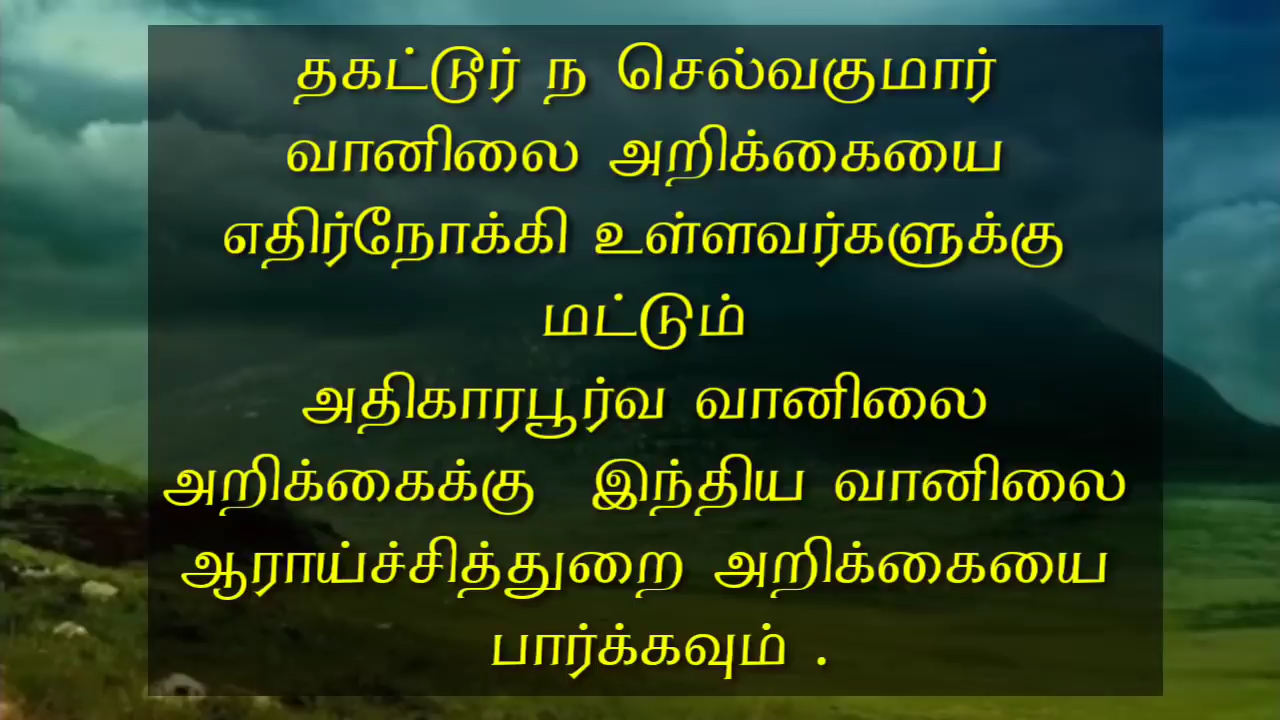 தகட்டூர் ந செல்வகுமார்
வானிலை அறிக்கையை
எதிர்நோக்கி உள்ளவர்களுக்கு
மட்டும்
அதிகாரபூர்வ வானிலை
அறிக்கைக்கு இந்திய வானிலை
ஆராய்ச்சித்துறை அறிக்கையை
பார்க்கவும் .